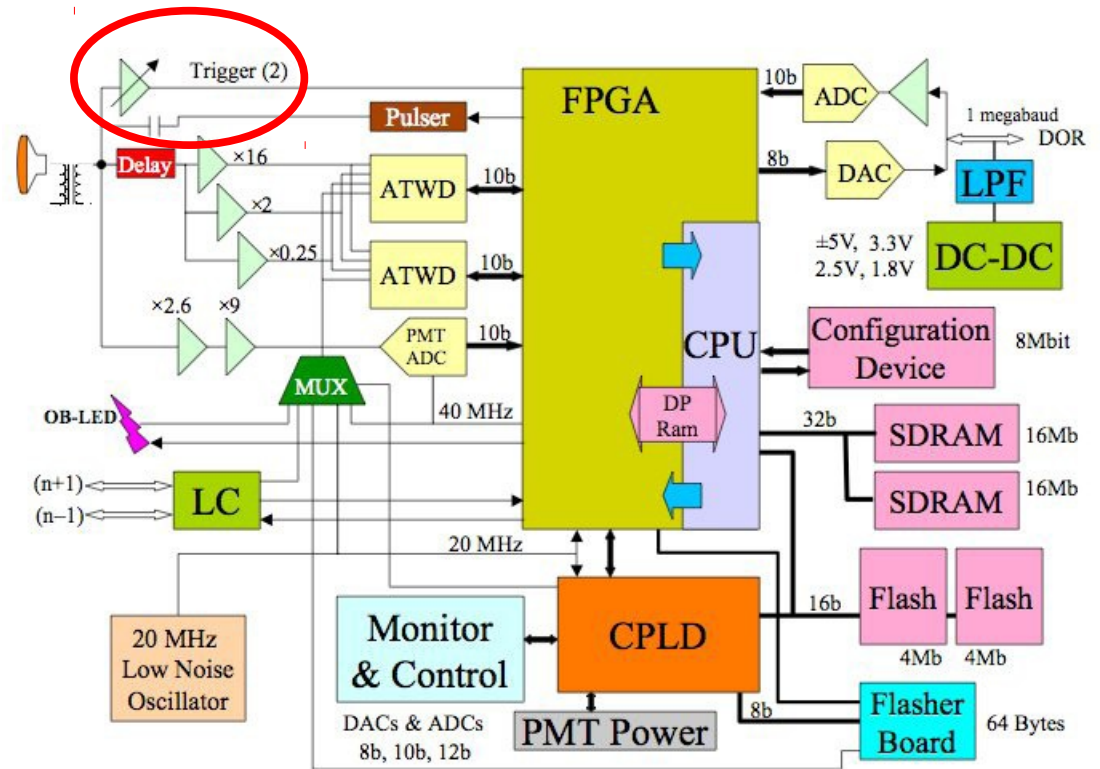 Trigger (2)
Pulser
Delay
×16
×2
×0.25
×2.6
×9
ATWD
10b
ATWD
10b
PMT
ADC
10b
MUX
40 MHz
OB-LED
(n+1)
(n−1)
LC
20 MHz
20 MHz
Low Noise
Oscillator
FPGA
CPU
DP
Ram
10b
ADC
8b
DAC
1 megabaud
DOR
LPF
±5V, 3.3V
2.5V, 1.8V
DC-DC
Configuration
Device
8Mbit
32b
SDRAM
16Mb
SDRAM
16Mb
16b
Flash
Flash
4Mb
4Mb
CPLD
Monitor
& Control
DACs & ADCs
8b, 10b, 12b
PMT Power
8b
Flasher
Board
64 Bytes